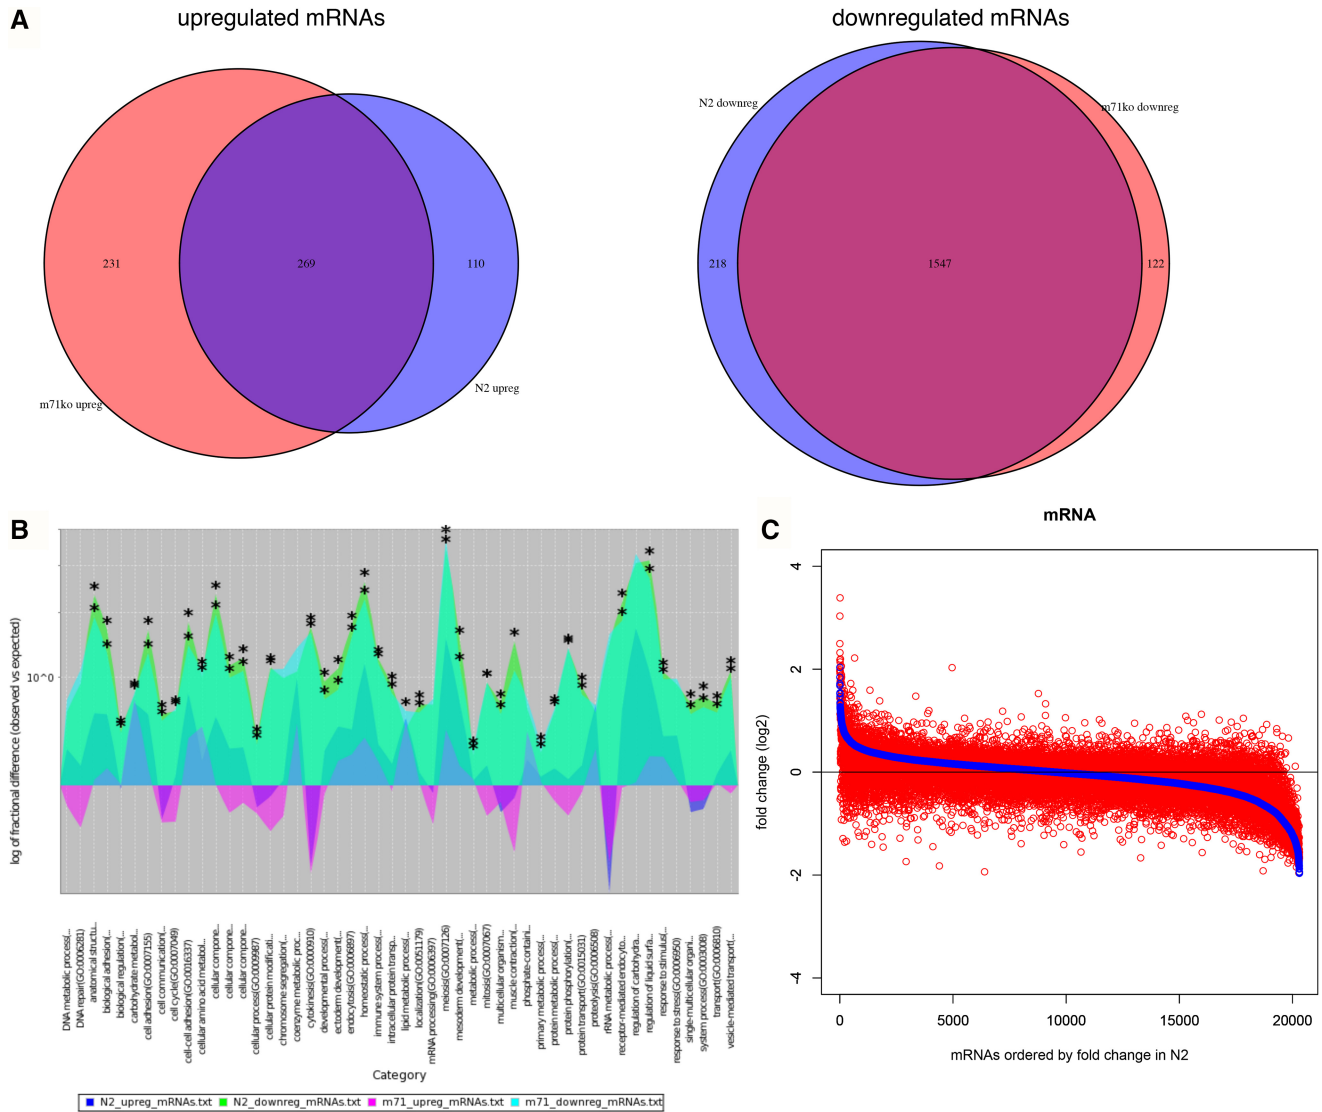 A
upregulated mRNAs
downregulated mRNAs
N2 downreg
m71ko downreg
231
269
110
218
1547
122
N2 upreg
m71ko upreg
B
log of fractional difference (observed vs expected)
10^0
DNA metabolic process(...
DNA repair(GO:0006281)
anatomical structu...
biological adhesion(...
biological regulation(...
carbohydrate metabol...
cell adhesion(GO:0007155)
cell communication(...
cell cycle(GO:0007049)
cell-cell adhesion(GO:0016337)
cellular amino acid metabol...
cellular compone...
cellular compone...
cellular compone...
cellular process(GO:0009987)
cellular protein modificati...
chromosome segregation(...
coenzyme metabolic proc...
cytokinesis(GO:0000910)
developmental process(...
ectoderm development(...
endocytosis(GO:0006897)
homeostatic process(...
immune system process(...
intracellular protein transp...
lipid metabolic process(...
localization(GO:0051179)
mRNA processing(GO:0006397)
meiosis(GO:0007126)
mesoderm development(...
metabolic process(...
mitosis(GO:0007067)
multicellular organism...
muscle contraction(...
phosphate-containi...
primary metabolic process(...
protein metabolic process(...
protein phosphorylation(...
protein transport(GO:0015031)
proteolysis(GO:0006508)
rRNA metabolic process(...
receptor-mediated endocyto...
regulation of carbohydra...
regulation of liquid surfa...
response to stimulus(...
response to stress(GO:0006950)
single-multicellular organi...
system process(GO:0003008)
transport(GO:0006810)
vesicle-mediated transport(...
Category
N2_upreg_mRNAs.txt N2_downreg_mRNAs.txt m71_upreg_mRNAs.txt m71_downreg_mRNAs.txt
C
mRNA
fold change (log2)
4
2
0
-2
-4
0 5000 10000 15000 20000
mRNAs ordered by fold change in N2